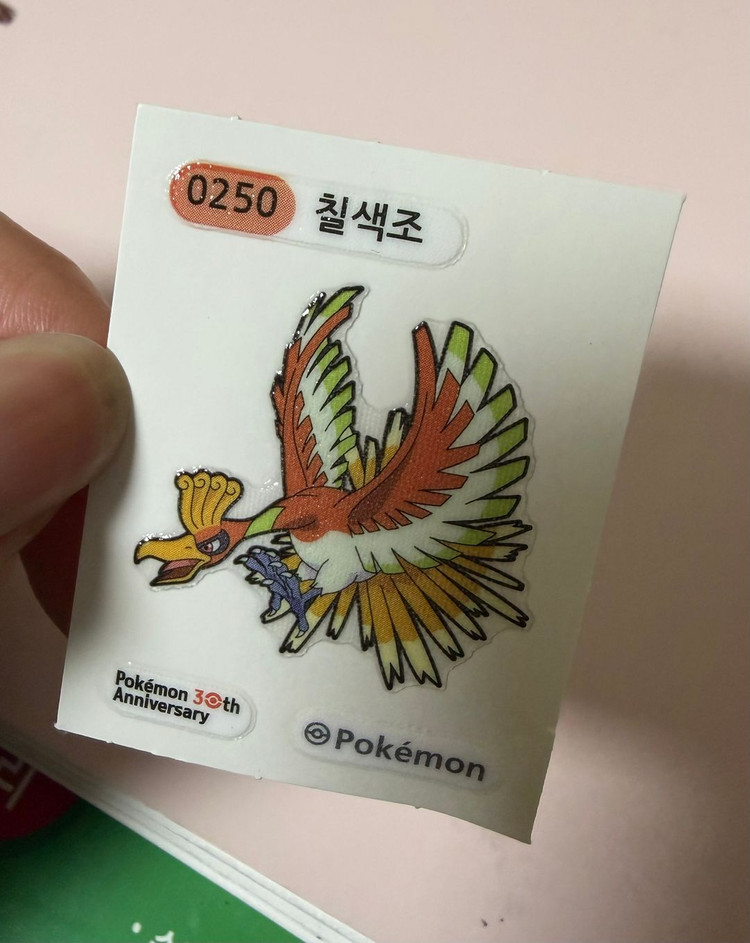 0250 칠색조
Pokémon 30th
Anniversary
Pokémon